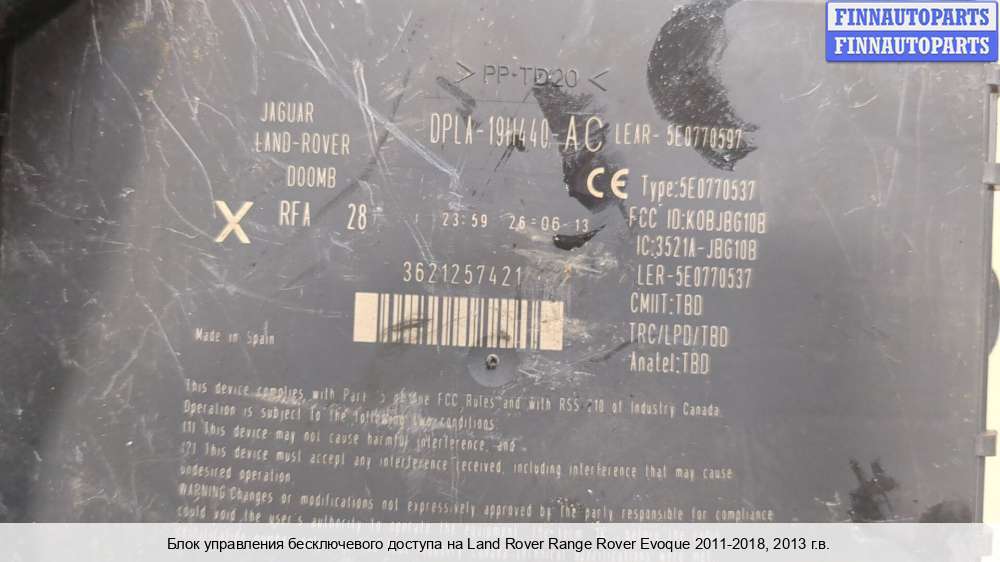 FINNAUTOPARTS
FINNAUTOPARTS
> PP-TD20 <
JAGUAR
LAND-ROVER
DPLA-19H440-AC LEAR-5E0770597
D00MB
CE Type:5E0770537
X RFA 28 23:59 26-06-13
FCC ID:KOBJBG10B
IC:3521A-JBG10B
3621257421
LER-5E0770537
CMIIT:TBD
TRC/LPD/TBD
Anatel:TBD
Made in Spain
This device complies with Part of the FCC Rules and with RSS 210 of Industry Canada.
Operation is subject to the following two conditions
(1) This device may not cause harmful interference, and
(2) This device must accept any interference received, including interference that may cause
undesired operation
WARNING Changes or modifications not expressively approved by the party responsible for compliance
could void the user's authority to operate the equipment
Блок управления бесключевого доступа на Land Rover Range Rover Evoque 2011-2018, 2013 г.в.